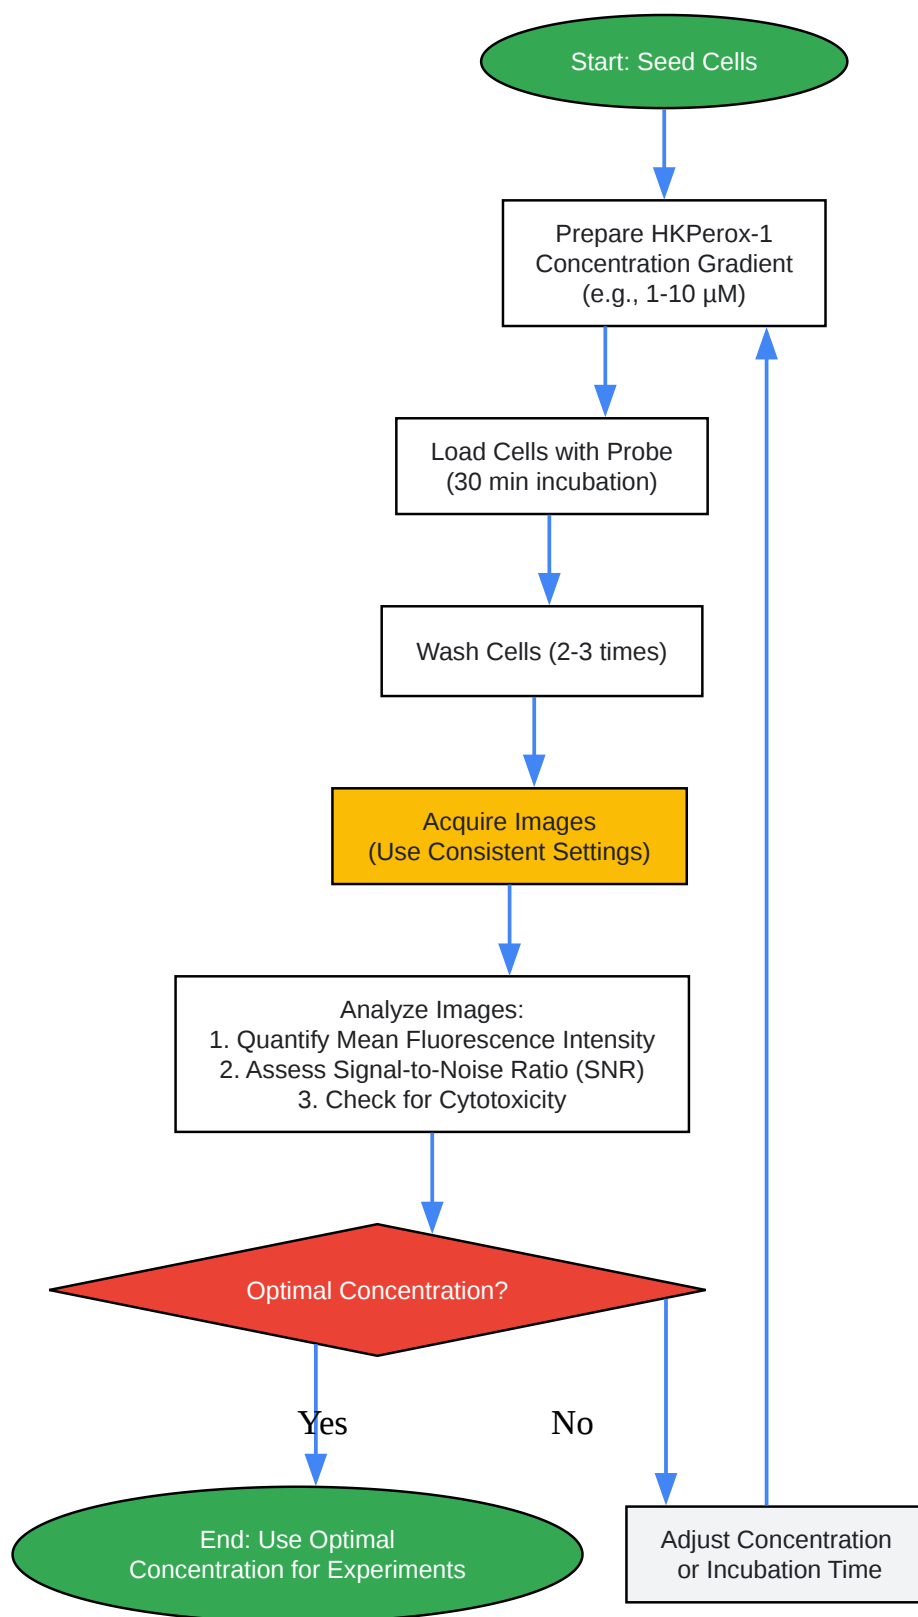 Start: Seed Cells
Prepare HKPerox-1
Concentration Gradient
(e.g., 1-10 µM)
Load Cells with Probe
(30 min incubation)
Wash Cells (2-3 times)
Acquire Images
(Use Consistent Settings)
Analyze Images:
1. Quantify Mean Fluorescence Intensity
2. Assess Signal-to-Noise Ratio (SNR)
3. Check for Cytotoxicity
Optimal Concentration?
Yes
No
End: Use Optimal
Concentration for Experiments
Adjust Concentration
or Incubation Time